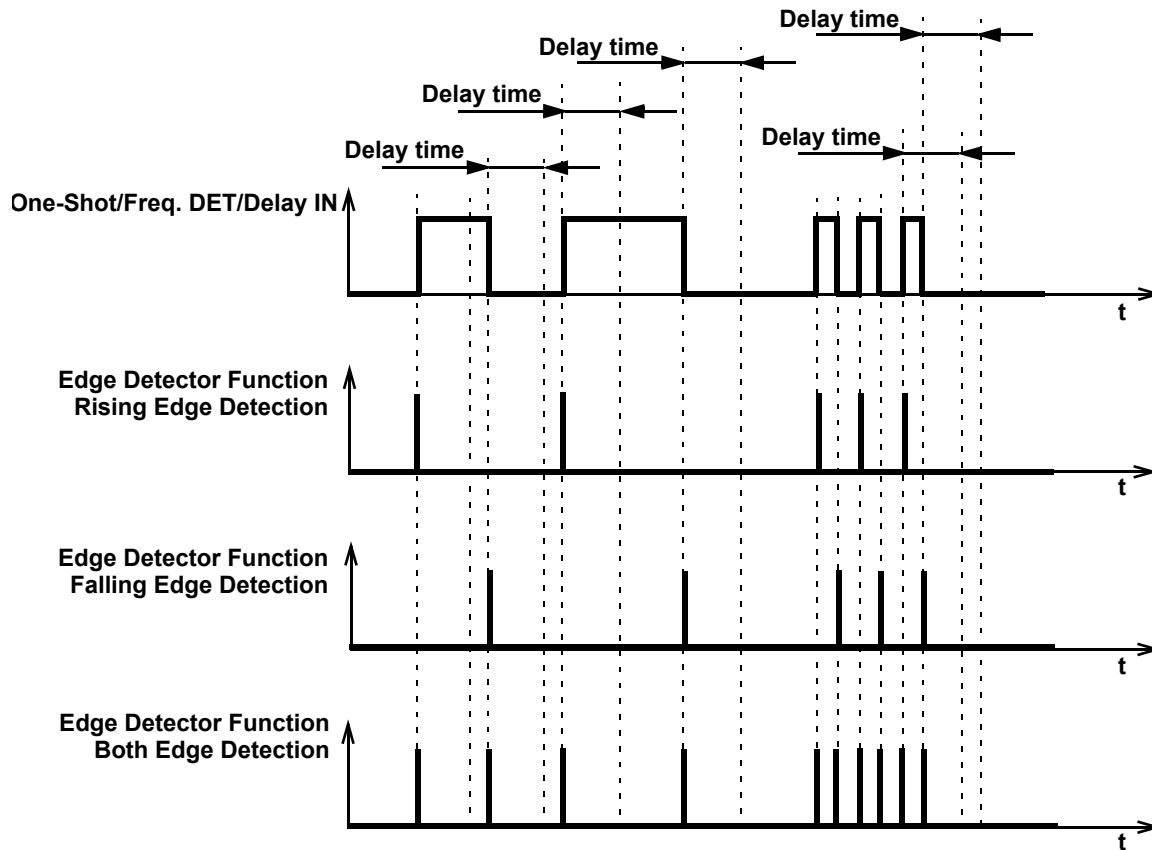 Delay time
Delay time
Delay time
Delay time
Delay time
One-Shot/Freq. DET/Delay IN
t
Edge Detector Function
Rising Edge Detection
t
Edge Detector Function
Falling Edge Detection
t
Edge Detector Function
Both Edge Detection
t